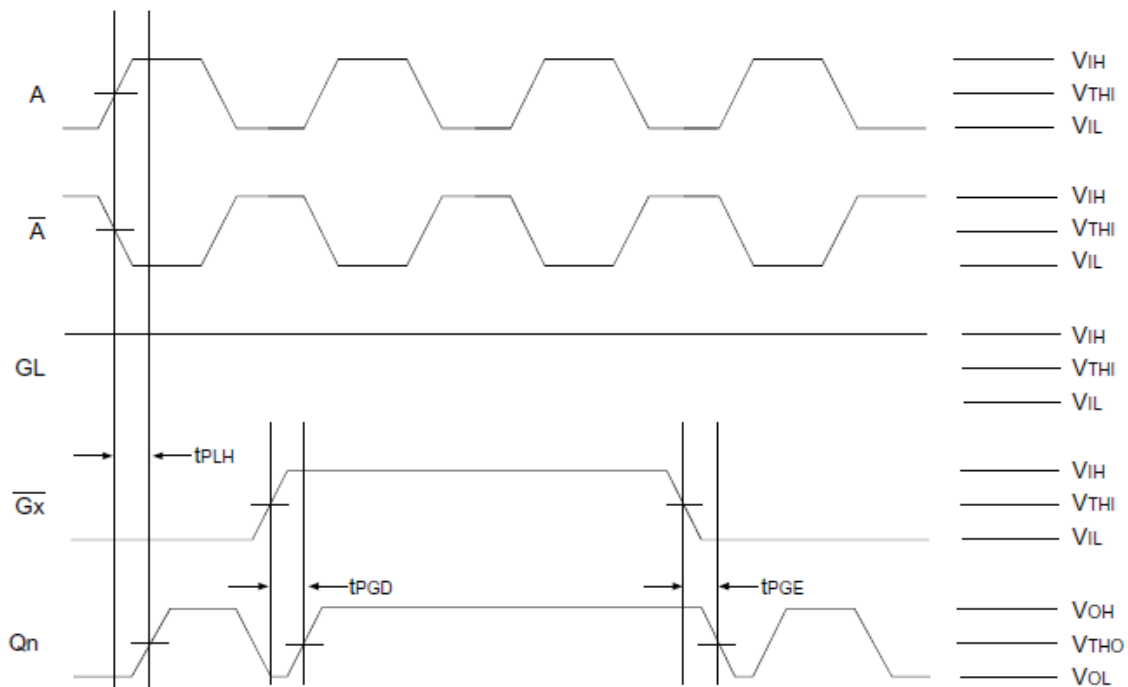 A
VIH
VTHI
VIL
A
VIH
VTHI
VIL
GL
VIH
VTHI
VIL
tPLH
Gx
VIH
VTHI
VIL
tPGD
tPGE
Qn
VOH
VTHO
VOL